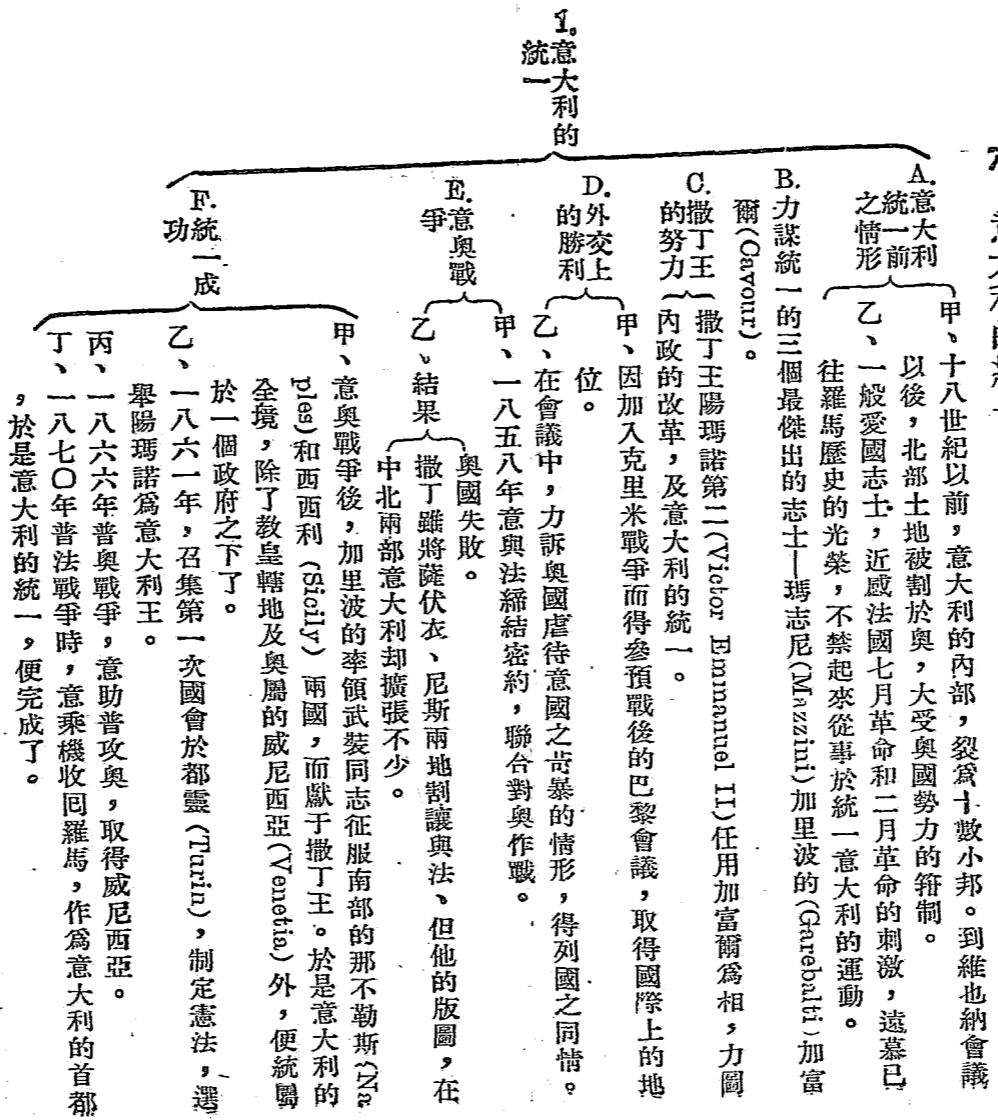 1.意大利的
統一
A.意大利
統一前
之情形
甲、十八世紀以前，意大利的內部，裂爲十數小邦。到維也納會議
以後，北部土地被割於奧，大受奧國勢力的箝制。
乙、一般愛國志士，近感法國七月革命和二月革命的刺激，遠慕已
往羅馬歷史的光榮，不禁起來從事於統一意大利的運動。
B.力謀統一的三個最傑出的志士—瑪志尼(Mazzini)加里波的(Garebalti)加富
爾(Cavour)。
C.撒丁王
的努力
撒丁王陽瑪諾第二(Victor Emmanuel II)任用加富爾爲相，力圖
內政的改革，及意大利的統一。
D.外交上
的勝利
甲、因加入克里米戰爭而得參預戰後的巴黎會議，取得國際上的地
位。
乙、在會議中，力訴奧國虐待意國之苛暴的情形，得列國之同情。
E.意奧戰
爭
甲、一八五八年意與法締結密約，聯合對奧作戰。
乙、結果
奧國失敗。
撒丁雖將薩伏衣、尼斯兩地割讓與法、但他的版圖，在
中北兩部意大利却擴張不少。
F.統一成
功
甲、意奧戰爭後，加里波的率領武裝同志征服南部的那不勒斯(Na
ples)和西西利(Sicily)兩國，而獻于撒丁王。於是意大利的
全境，除了教皇轄地及奧屬的威尼西亞(Venetia)外，便統屬
於一個政府之下了。
乙、一八六一年，召集第一次國會於都靈(Turin)，制定憲法，選
舉陽瑪諾爲意大利王。
丙、一八六六年普奧戰爭，意助普攻奧，取得威尼西亞。
丁、一八七〇年普法戰爭時，意乘機收囘羅馬，作爲意大利的首都
，於是意大利的統一，便完成了。